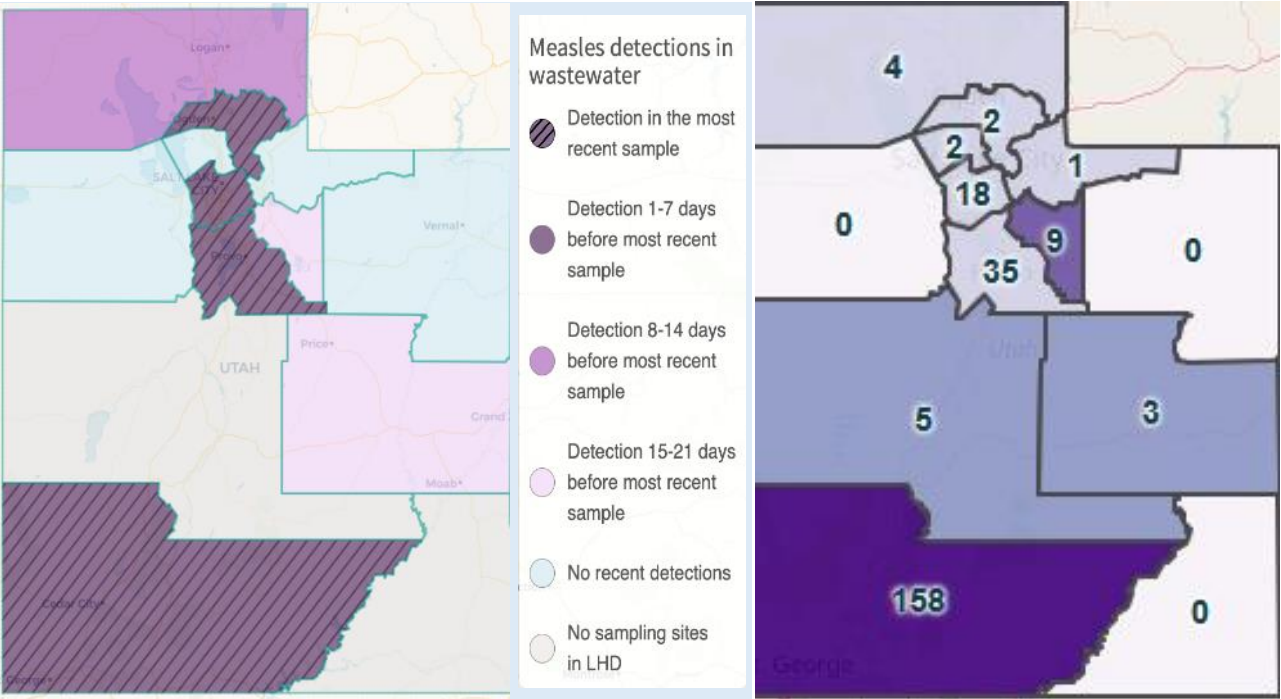 Logan
Ogden
SALT LAKE
CITY
Vernal
Provo
Price
UTAH
Grand
Moab
Cedar City
George
Measles detections in
wastewater
Detection in the most
recent sample
Detection 1-7 days
before most recent
sample
Detection 8-14 days
before most recent
sample
Detection 15-21 days
before most recent
sample
No recent detections
No sampling sites
in LHD
4
2
2
1
18
0
9
0
35
Utah
5
3
158
0
George